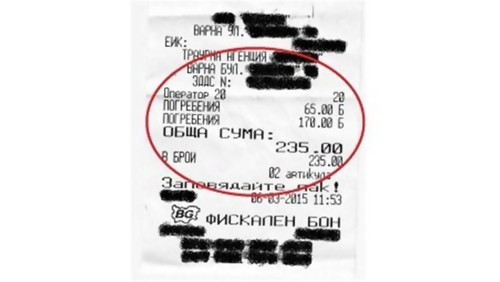 ВАРНА УЛ.
ЕИК:
ТРАУРНА АГЕНЦИЯ
ВАРНА БУЛ.
ЗДДС N:
Оператор 20 20
ПОГРЕБЕНИЯ 65.00 Б
ПОГРЕБЕНИЯ 170.00 Б
ОБЩА СУМА:
235.00
В БРОИ 235.00
02 артикула
Заповядайте пак!
06-03-2015 11:53
BG ФИСКАЛЕН БОН